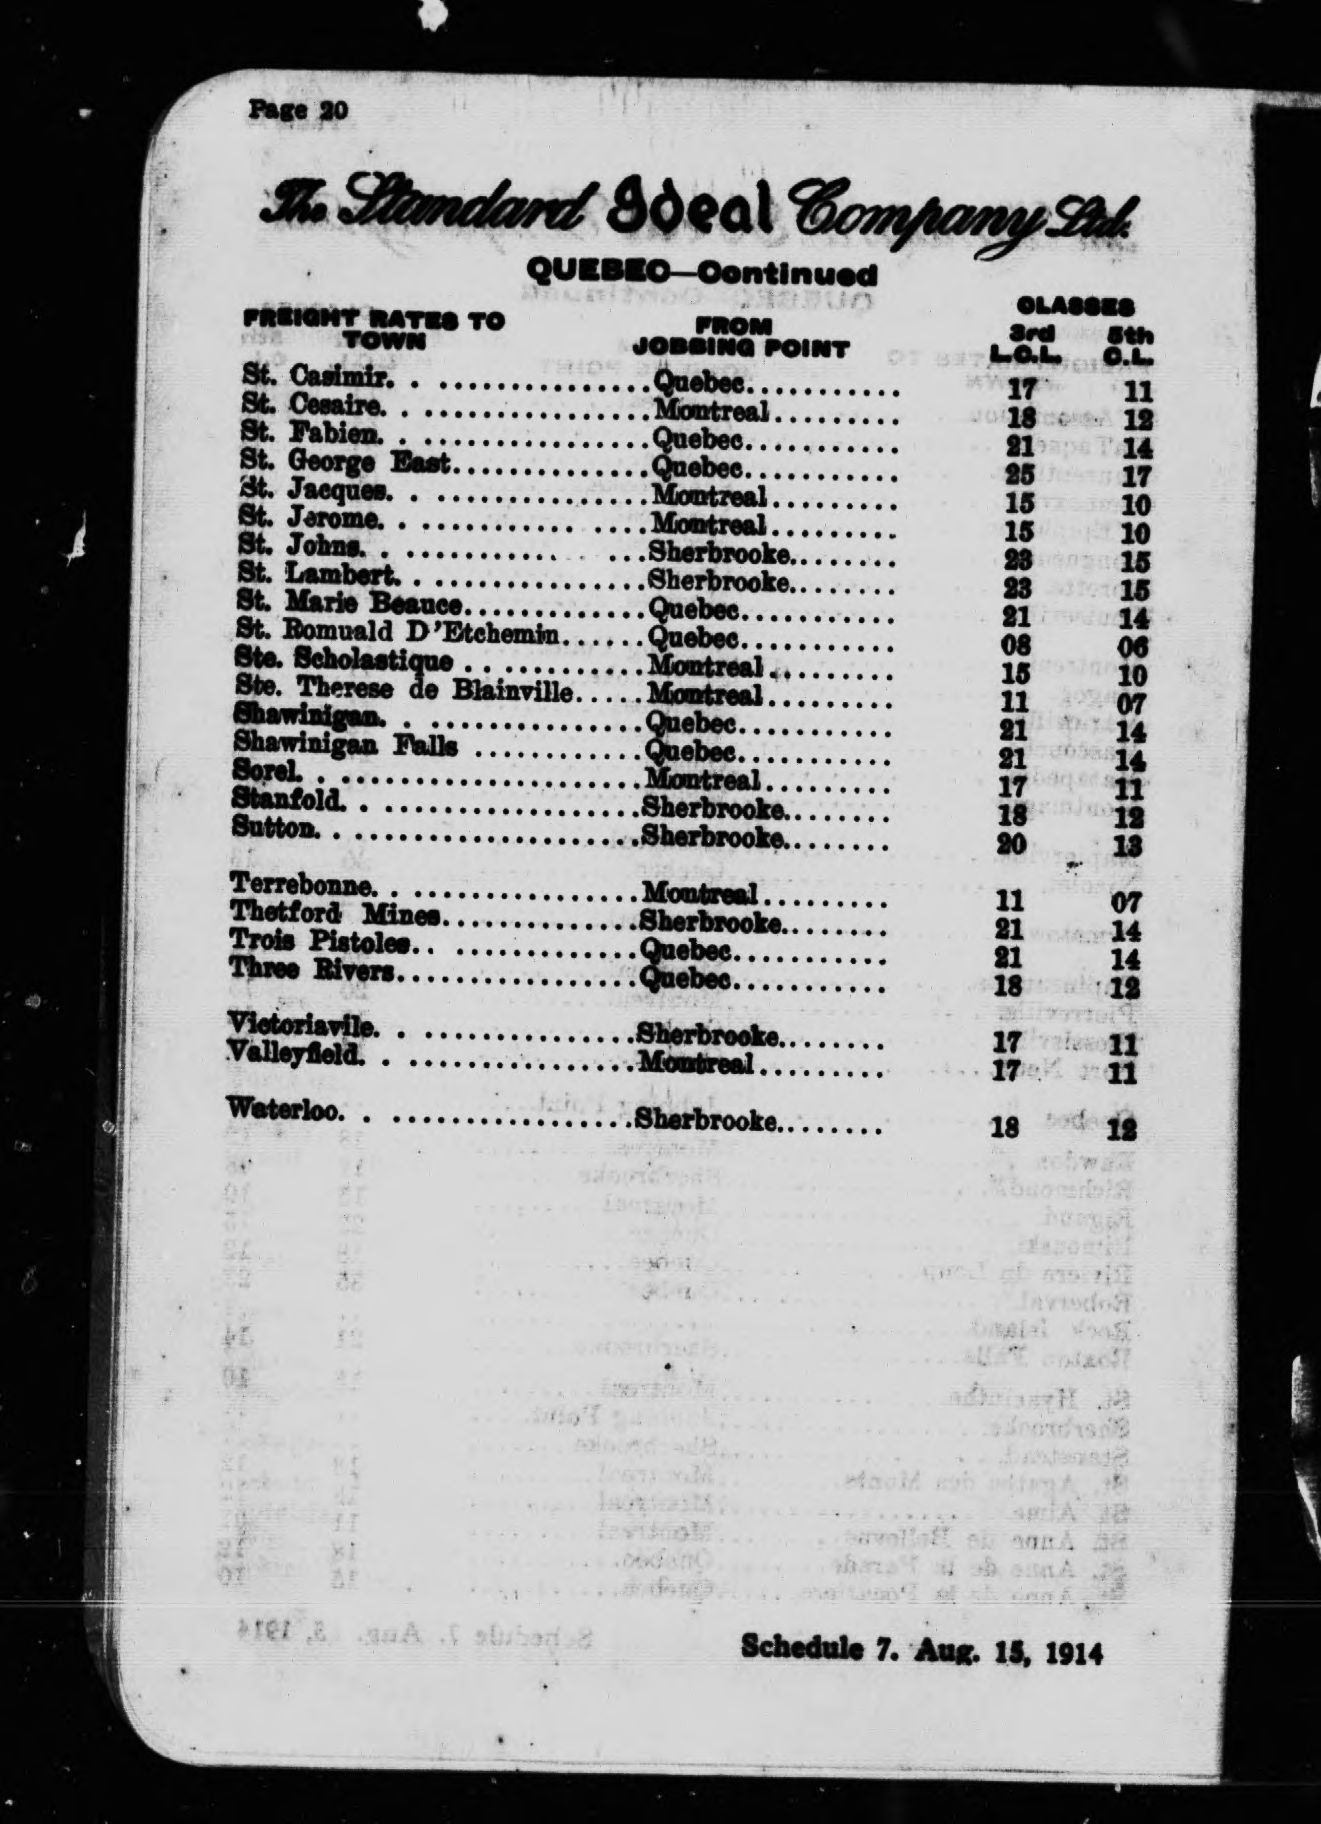 Page 20
The Standard Ideal Company Ltd.
QUEBEC—Continued
CLASSES
FREIGHT RATES TO FROM 3rd 5th
TOWN JOBBING POINT L.C.L. C.L.
St. Casimir. . ................Quebec........... 17 11
St. Cesaire. . ................Montreal......... 18 12
St. Fabien. . ................Quebec........... 21 14
St. George East..............Quebec........... 25 17
St. Jacques. . ...............Montreal......... 15 10
St. Jerome. . ............ ....Montreal......... 15 10
St. Johns. . ........... . ...Sherbrooke........ 23 15
St. Lambert. . ...............Sherbrooke........ 23 15
St. Marie Beauce.............Quebec........... 21 14
St. Romuald D'Etchemin......Quebec........... 08 06
Ste. Scholastique . . ..........Montreal......... 15 10
Ste. Therese de Blainville.....Montreal......... 11 07
Shawinigan. . ...............Quebec........... 21 14
Shawinigan Falls ............Quebec........... 21 14
Sorel. . .....................Montreal......... 17 11
Stanfold. . ..................Sherbrooke........ 18 12
Sutton. . ....................Sherbrooke........ 20 13
Terrebonne. . ................Montreal......... 11 07
Thetford Mines..............Sherbrooke........ 21 14
Trois Pistoles.. .............Quebec........... 21 14
Three Rivers.................Quebec........... 18 12
Victoriavile. . ...............Sherbrooke........ 17 11
Valleyfield. . ................Montreal......... 17 11
Waterloo. . ..................Sherbrooke........ 18 12
Schedule 7. Aug. 15, 1914